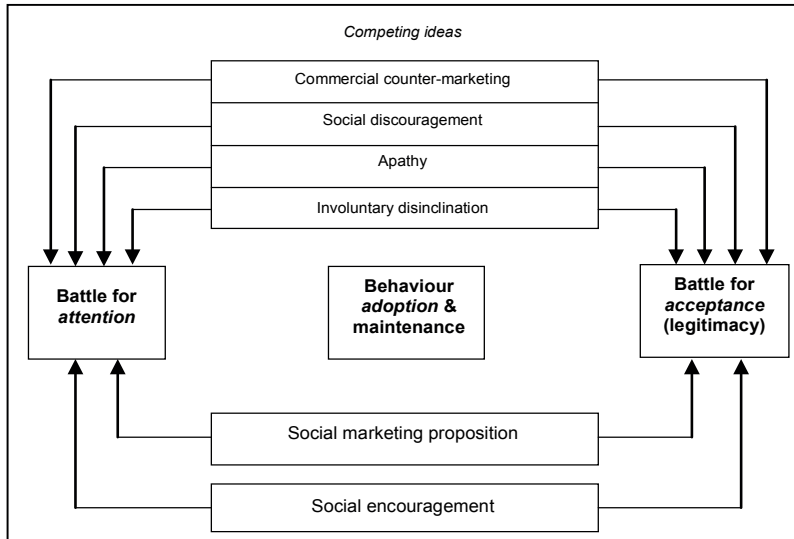 Competing ideas
Commercial counter-marketing
Social discouragement
Apathy
Involuntary disinclination
Battle for
attention
Behaviour
adoption &
maintenance
Battle for
acceptance
(legitimacy)
Social marketing proposition
Social encouragement